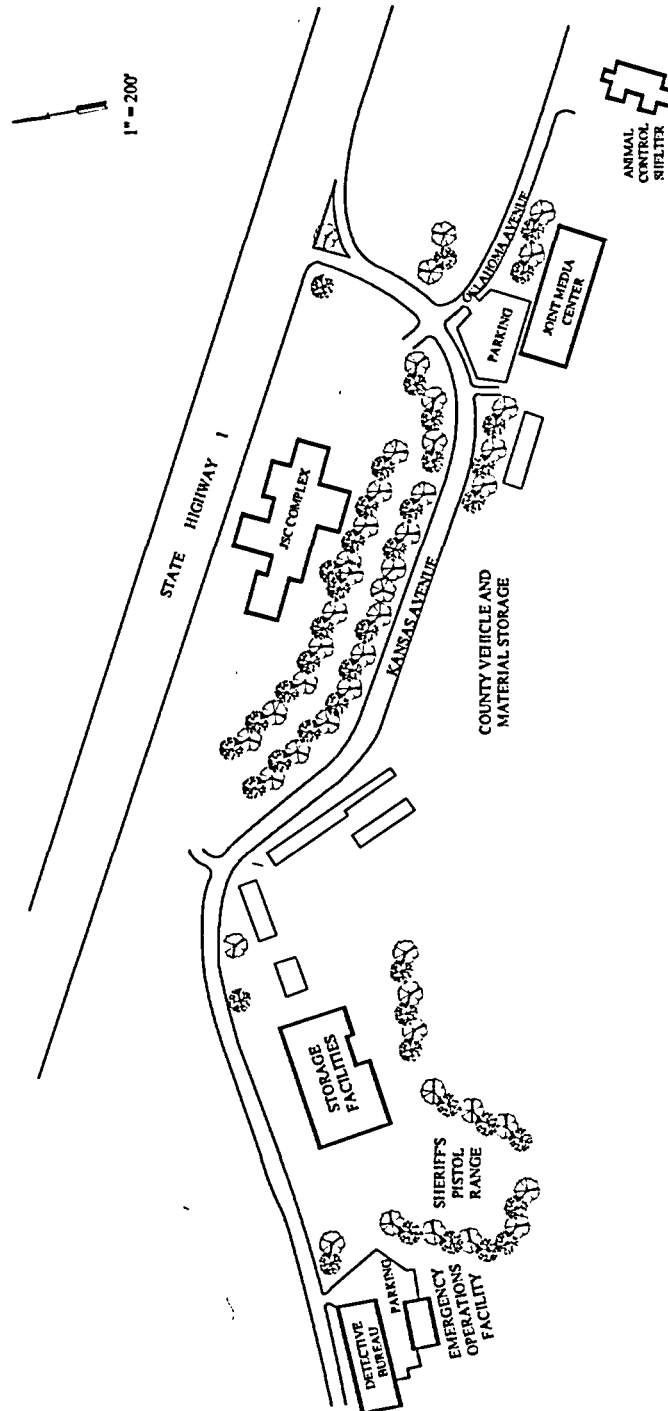 1" = 200'
STATE HIGHWAY 1
JSC COMPLEX
KANSAS AVENUE
OKLAHOMA AVENUE
PARKING
JOINT MEDIA
CENTER
ANIMAL
CONTROL
SHELTER
COUNTY VEHICLE AND
MATERIAL STORAGE
STORAGE
FACILITIES
SHERIFF'S
PISTOL
RANGE
PARKING
DETECTIVE
BUREAU
EMERGENCY
OPERATIONS
FACILITY